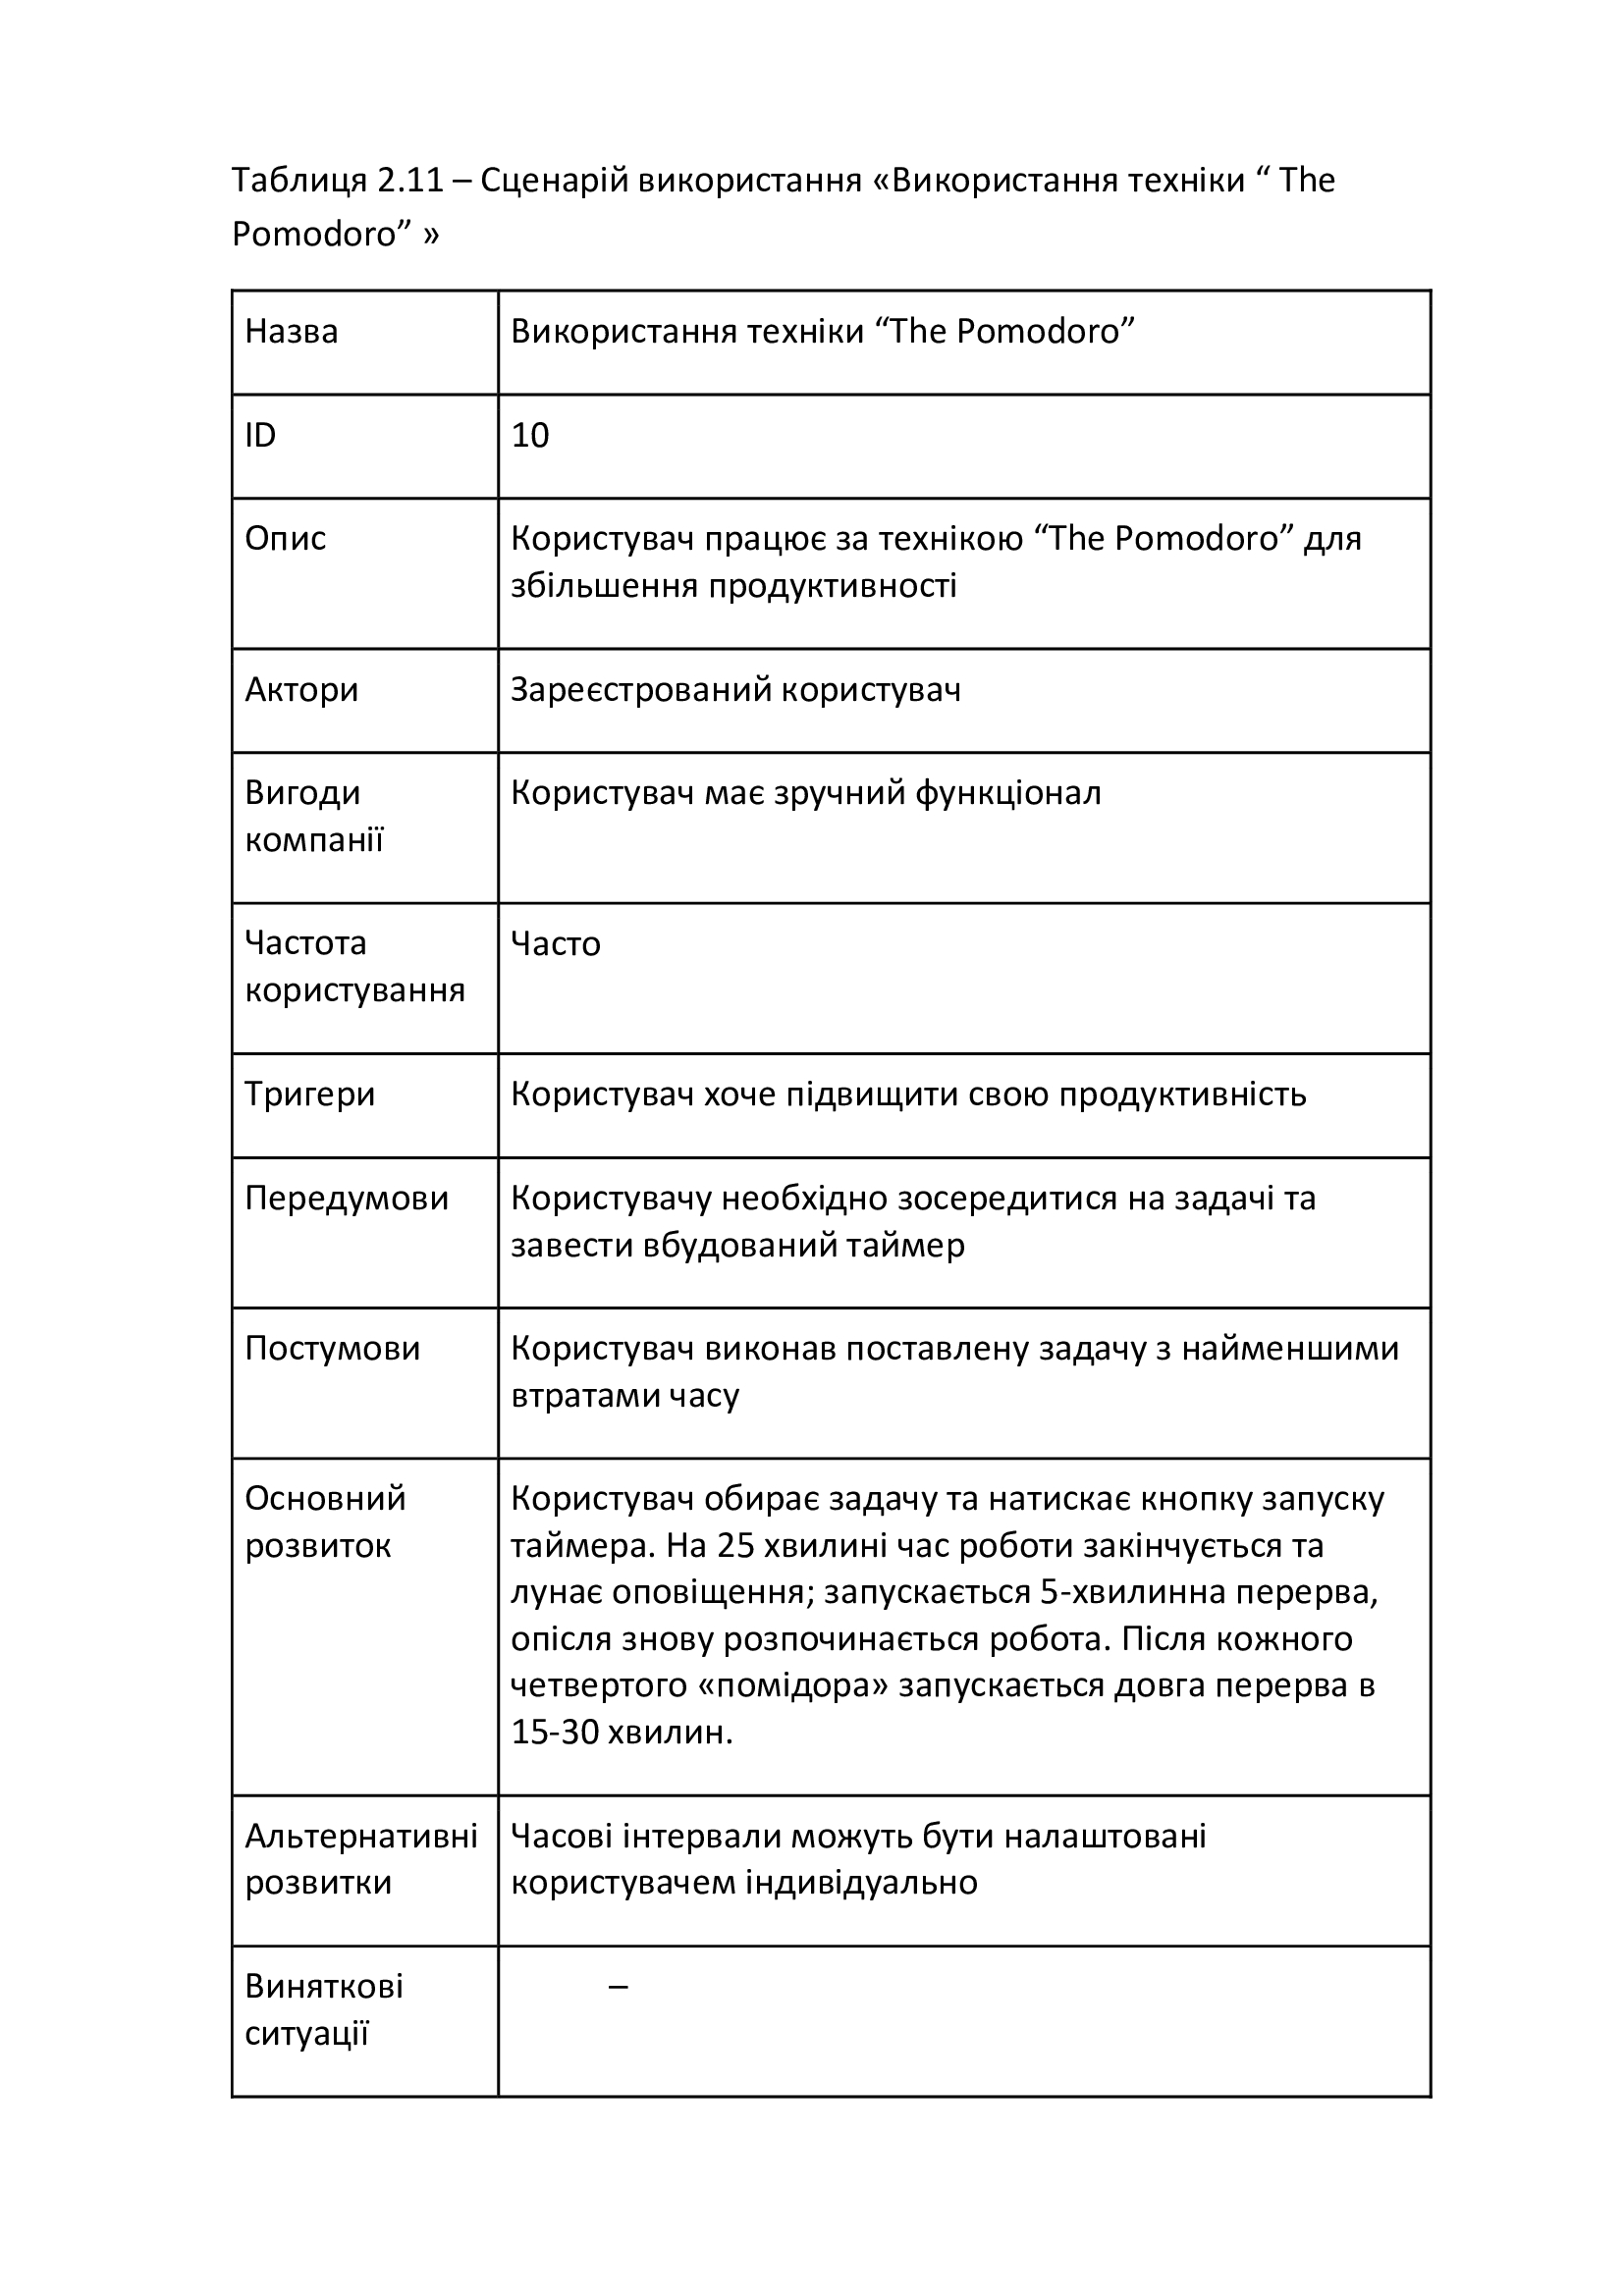 Таблиця 2.11 – Сценарій використання «Використання техніки “ The
Pomodoro” »
Назва
Використання техніки “The Pomodoro”
ID
10
Опис
Користувач працює за технікою “The Pomodoro” для
збільшення продуктивності
Актори
Зареєстрований користувач
Вигоди
компанії
Користувач має зручний функціонал
Частота
користування
Часто
Тригери
Користувач хоче підвищити свою продуктивність
Передумови
Користувачу необхідно зосередитися на задачі та
завести вбудований таймер
Постумови
Користувач виконав поставлену задачу з найменшими
втратами часу
Основний
розвиток
Користувач обирає задачу та натискає кнопку запуску
таймера. На 25 хвилині час роботи закінчується та
лунає оповіщення; запускається 5-хвилинна перерва,
опісля знову розпочинається робота. Після кожного
четвертого «помідора» запускається довга перерва в
15-30 хвилин.
Альтернативні
розвитки
Часові інтервали можуть бути налаштовані
користувачем індивідуально
Виняткові
ситуації
–